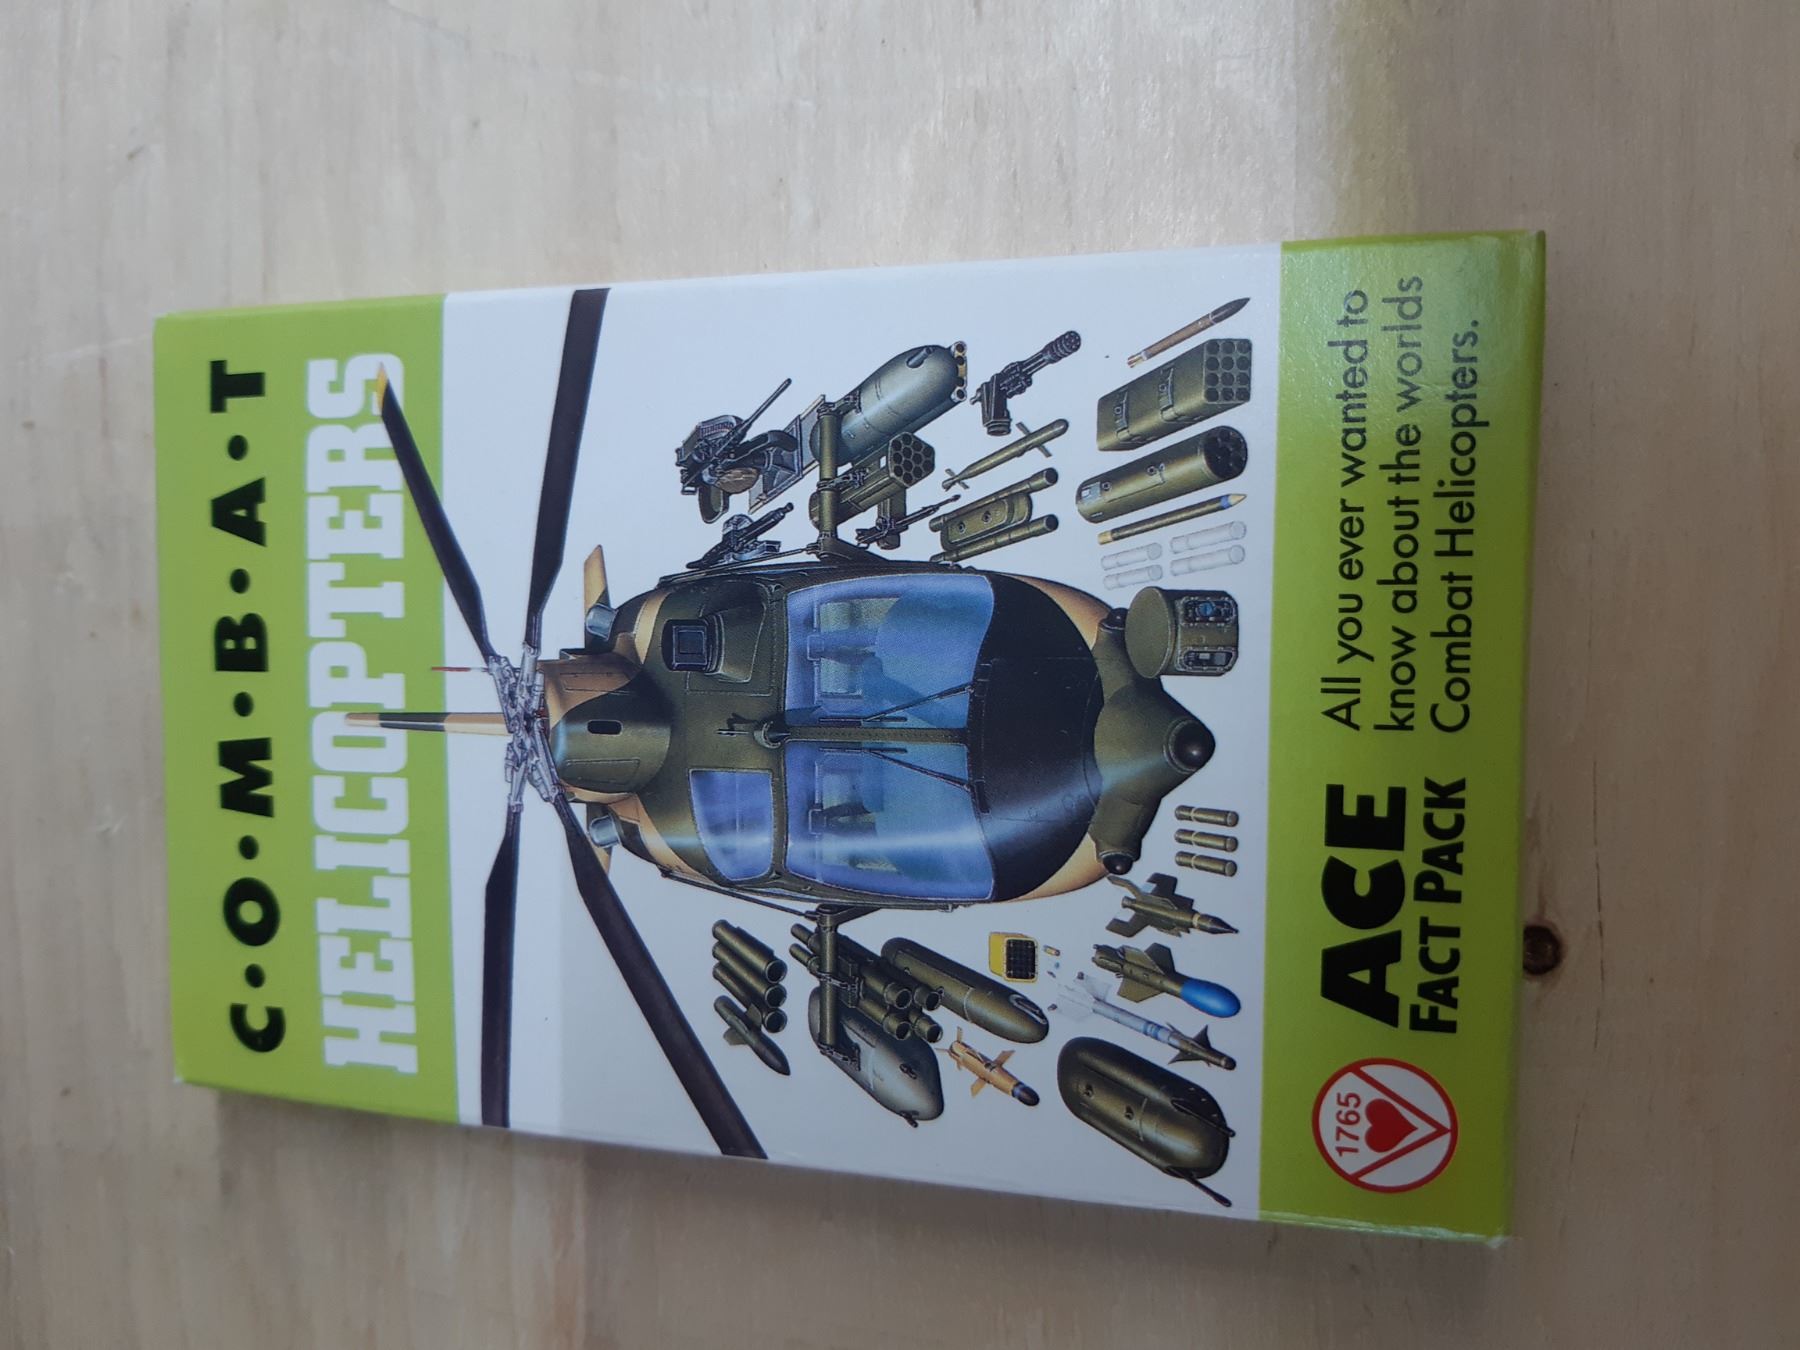 C•O•M•B•A•T
HELICOPTERS
1765
ACE
FACT PACK
All you ever wanted to
know about the worlds
Combat Helicopters.